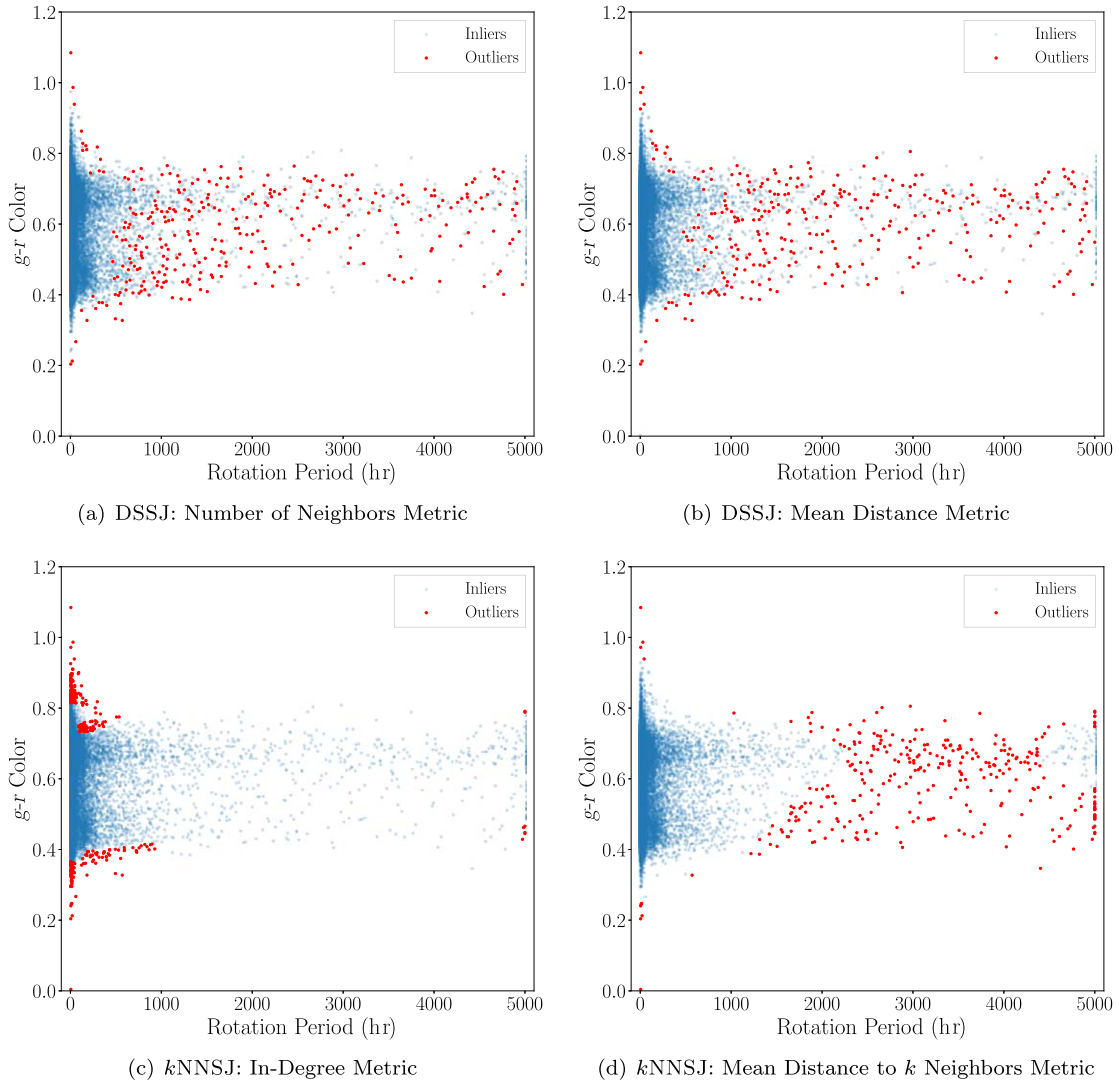 1.2
1.0
0.8
0.6
0.4
0.2
0.0
g-r Color
Inliers
Outliers
0 1000 2000 3000 4000 5000
Rotation Period (hr)
(a) DSSJ: Number of Neighbors Metric
1.2
1.0
0.8
0.6
0.4
0.2
0.0
g-r Color
Inliers
Outliers
0 1000 2000 3000 4000 5000
Rotation Period (hr)
(b) DSSJ: Mean Distance Metric
1.2
1.0
0.8
0.6
0.4
0.2
0.0
g-r Color
Inliers
Outliers
0 1000 2000 3000 4000 5000
Rotation Period (hr)
(c) kNNSJ: In-Degree Metric
1.2
1.0
0.8
0.6
0.4
0.2
0.0
g-r Color
Inliers
Outliers
0 1000 2000 3000 4000 5000
Rotation Period (hr)
(d) kNNSJ: Mean Distance to k Neighbors Metric